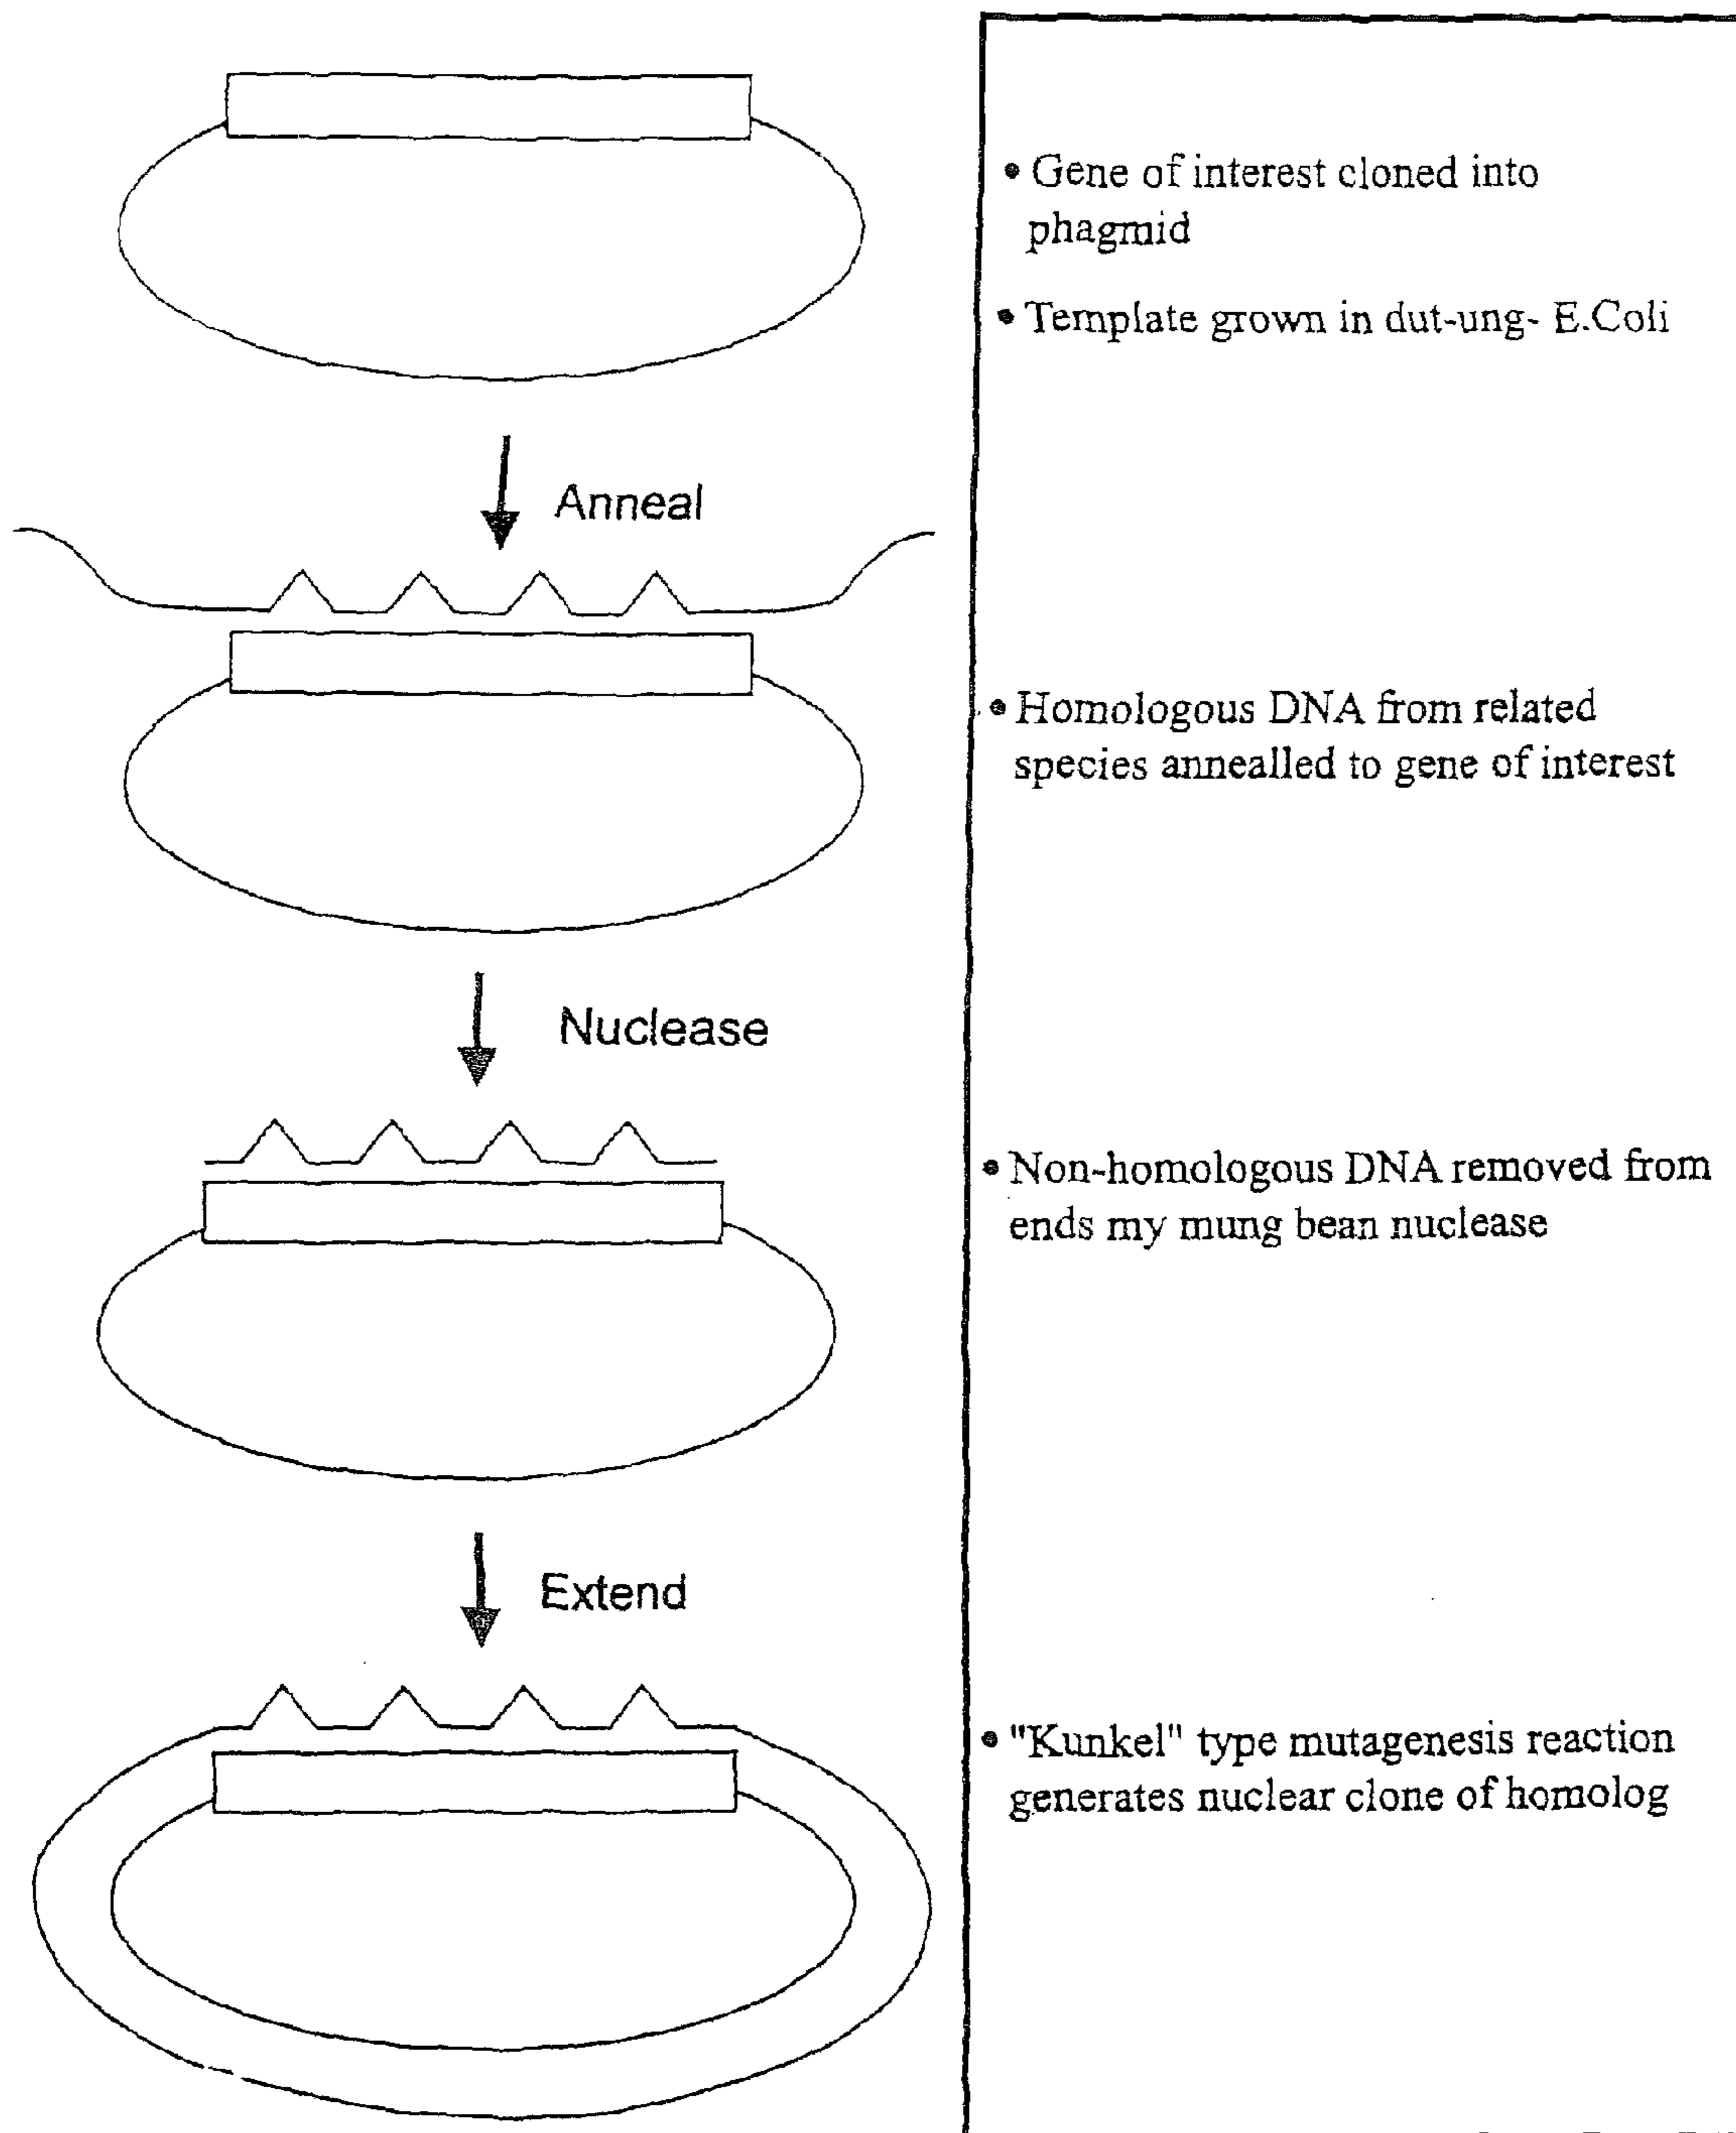 • Gene of interest cloned into
phagmid
• Template grown in dut-ung- E.Coli
Anneal
• Homologous DNA from related
species annealled to gene of interest
Nuclease
• Non-homologous DNA removed from
ends my mung bean nuclease
Extend
• "Kunkel" type mutagenesis reaction
generates nuclear clone of homolog